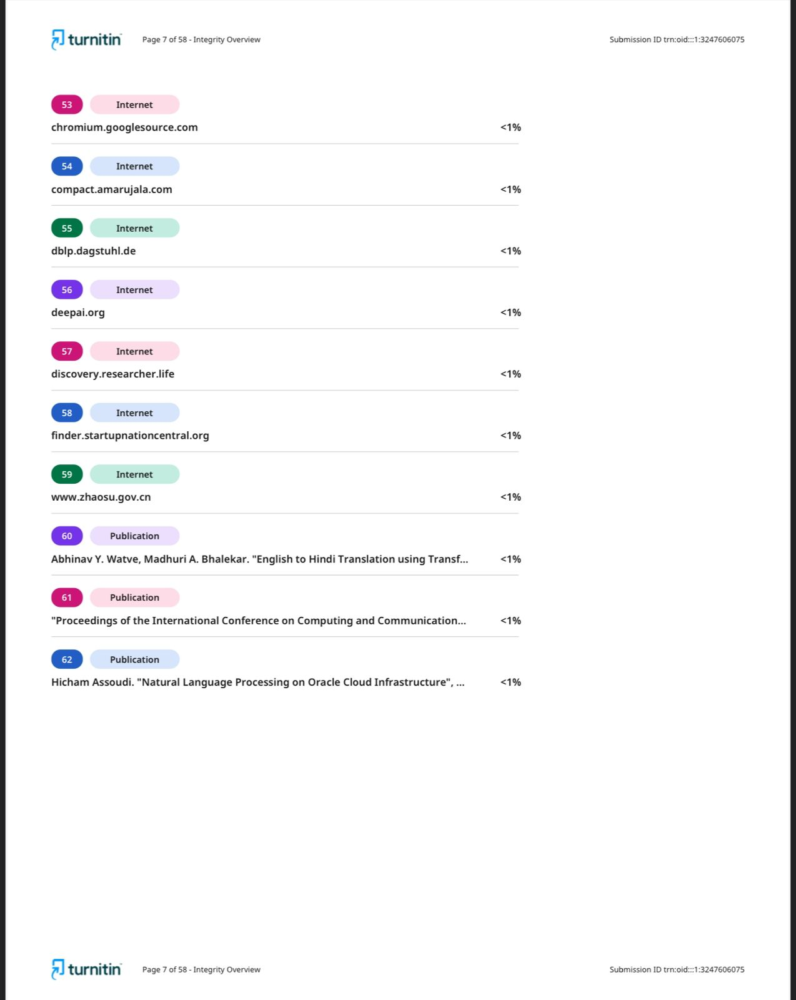 turnitin Page 7 of 58 - Integrity Overview Submission ID trn:oid:::1:3247606075
53 Internet
chromium.googlesource.com <1%
54 Internet
compact.amarujala.com <1%
55 Internet
dblp.dagstuhl.de <1%
56 Internet
deepai.org <1%
57 Internet
discovery.researcher.life <1%
58 Internet
finder.startupnationcentral.org <1%
59 Internet
www.zhaosu.gov.cn <1%
60 Publication
Abhinav Y. Watve, Madhuri A. Bhalekar. "English to Hindi Translation using Transf... <1%
61 Publication
"Proceedings of the International Conference on Computing and Communication... <1%
62 Publication
Hicham Assoudi. "Natural Language Processing on Oracle Cloud Infrastructure", ... <1%
turnitin Page 7 of 58 - Integrity Overview Submission ID trn:oid:::1:3247606075